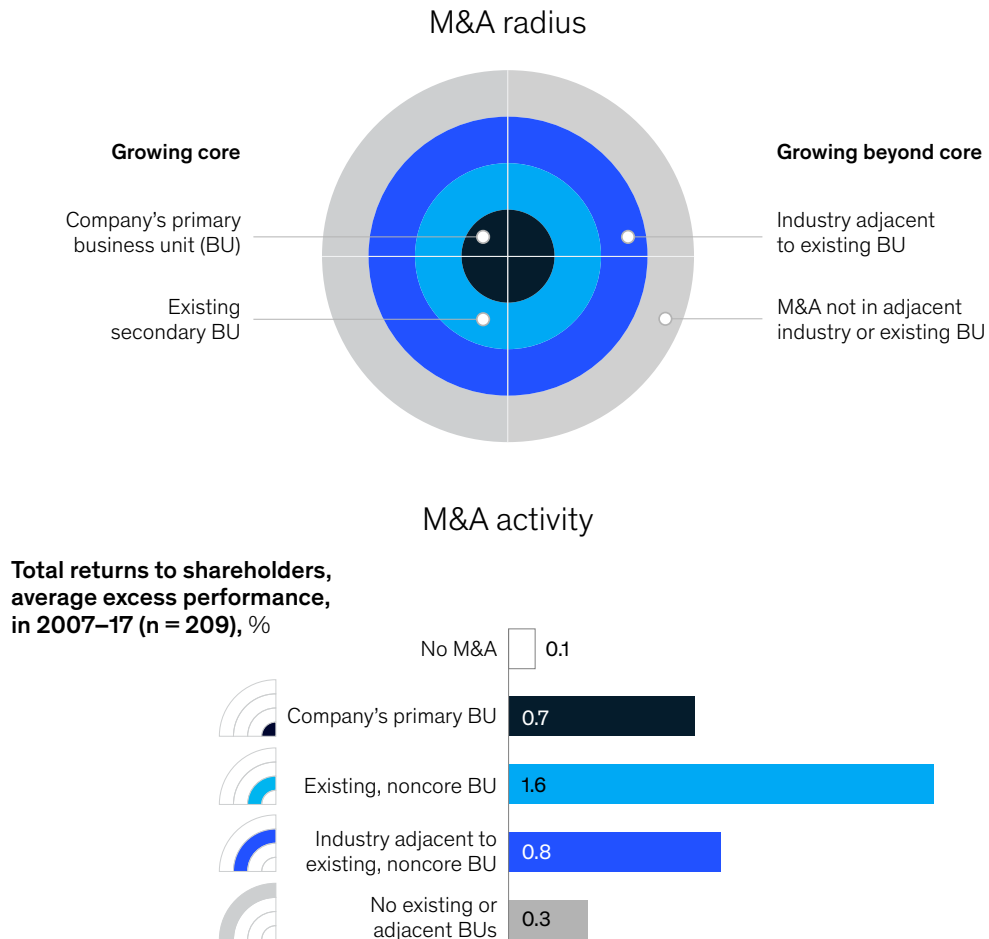 M&A radius
Growing core
Growing beyond core
Company's primary
business unit (BU)
Industry adjacent
to existing BU
Existing
secondary BU
M&A not in adjacent
industry or existing BU
M&A activity
Total returns to shareholders,
average excess performance,
in 2007–17 (n = 209), %
No M&A 0.1
Company's primary BU 0.7
Existing, noncore BU 1.6
Industry adjacent to
existing, noncore BU 0.8
No existing or
adjacent BUs 0.3